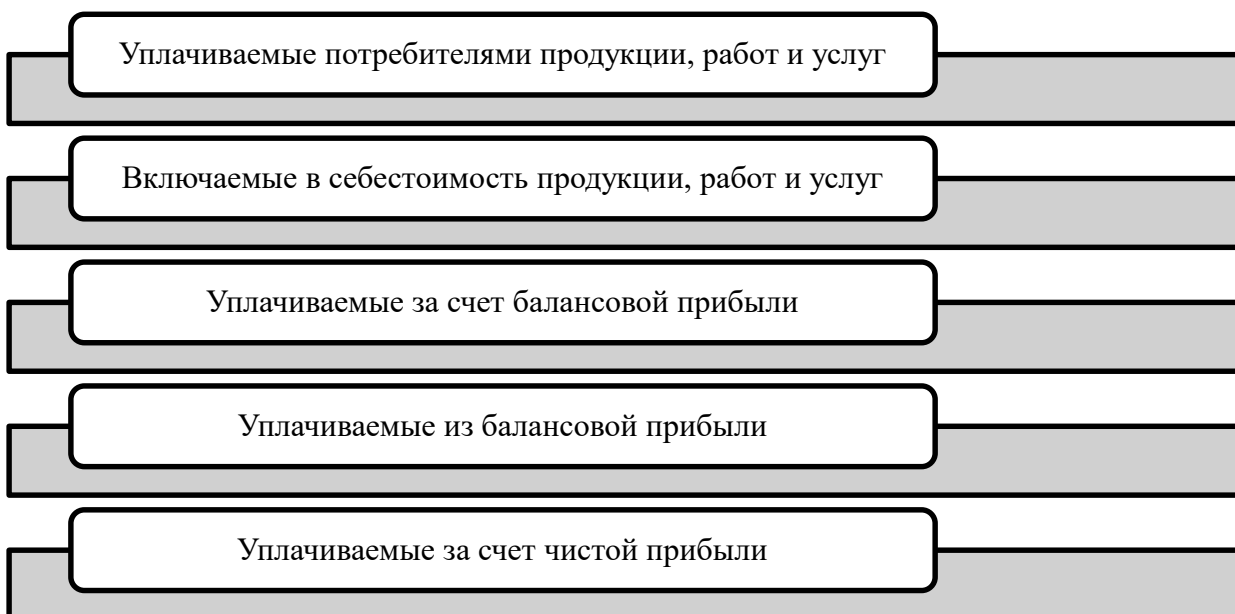 Уплачиваемые потребителями продукции, работ и услуг
Включаемые в себестоимость продукции, работ и услуг
Уплачиваемые за счет балансовой прибыли
Уплачиваемые из балансовой прибыли
Уплачиваемые за счет чистой прибыли